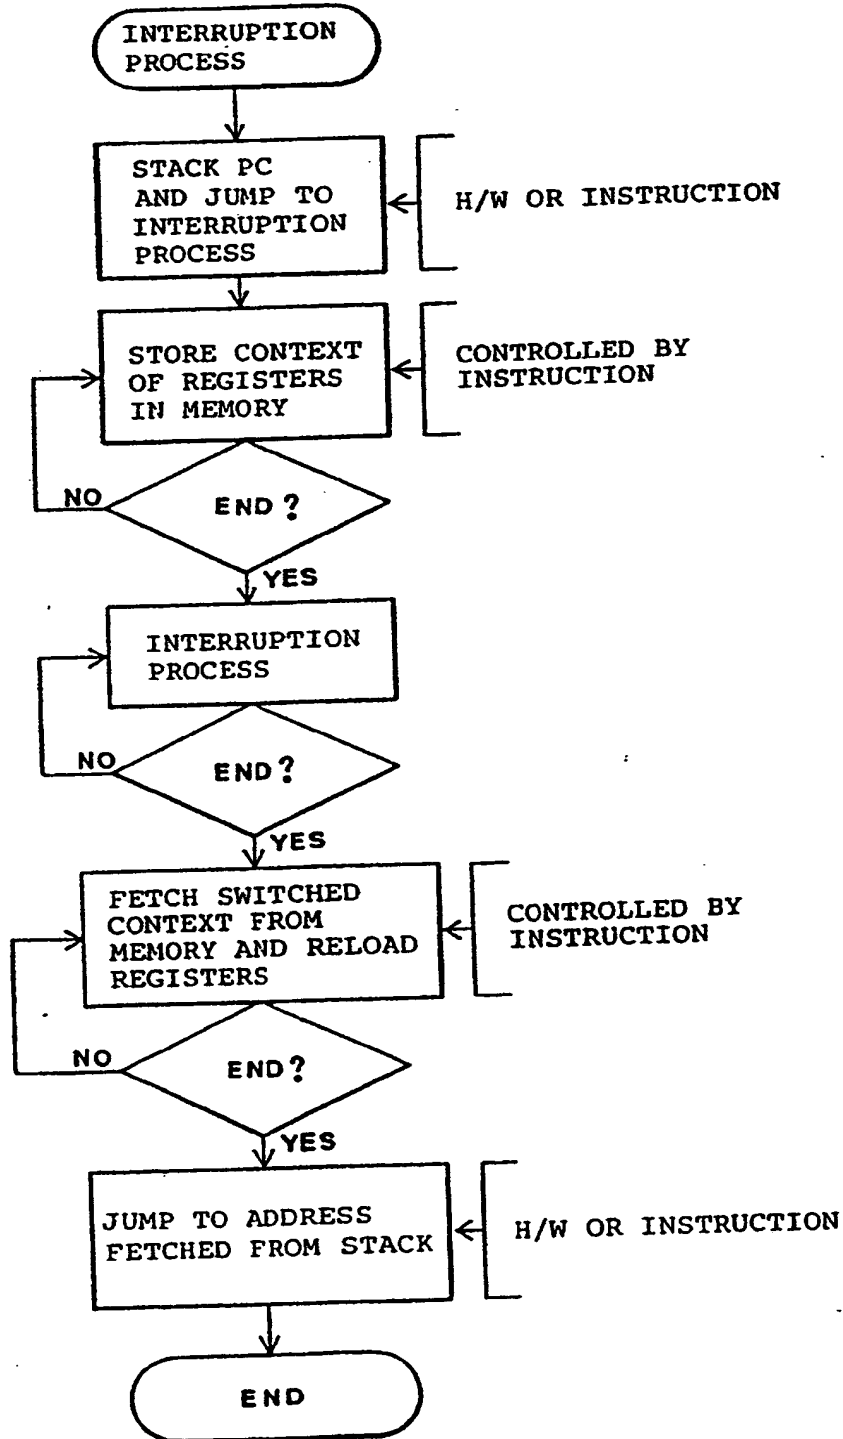 INTERRUPTION
PROCESS
STACK PC
AND JUMP TO
INTERRUPTION
PROCESS
H/W OR INSTRUCTION
STORE CONTEXT
OF REGISTERS
IN MEMORY
CONTROLLED BY
INSTRUCTION
NO
END?
YES
INTERRUPTION
PROCESS
NO
END?
YES
FETCH SWITCHED
CONTEXT FROM
MEMORY AND RELOAD
REGISTERS
CONTROLLED BY
INSTRUCTION
NO
END?
YES
JUMP TO ADDRESS
FETCHED FROM STACK
H/W OR INSTRUCTION
END